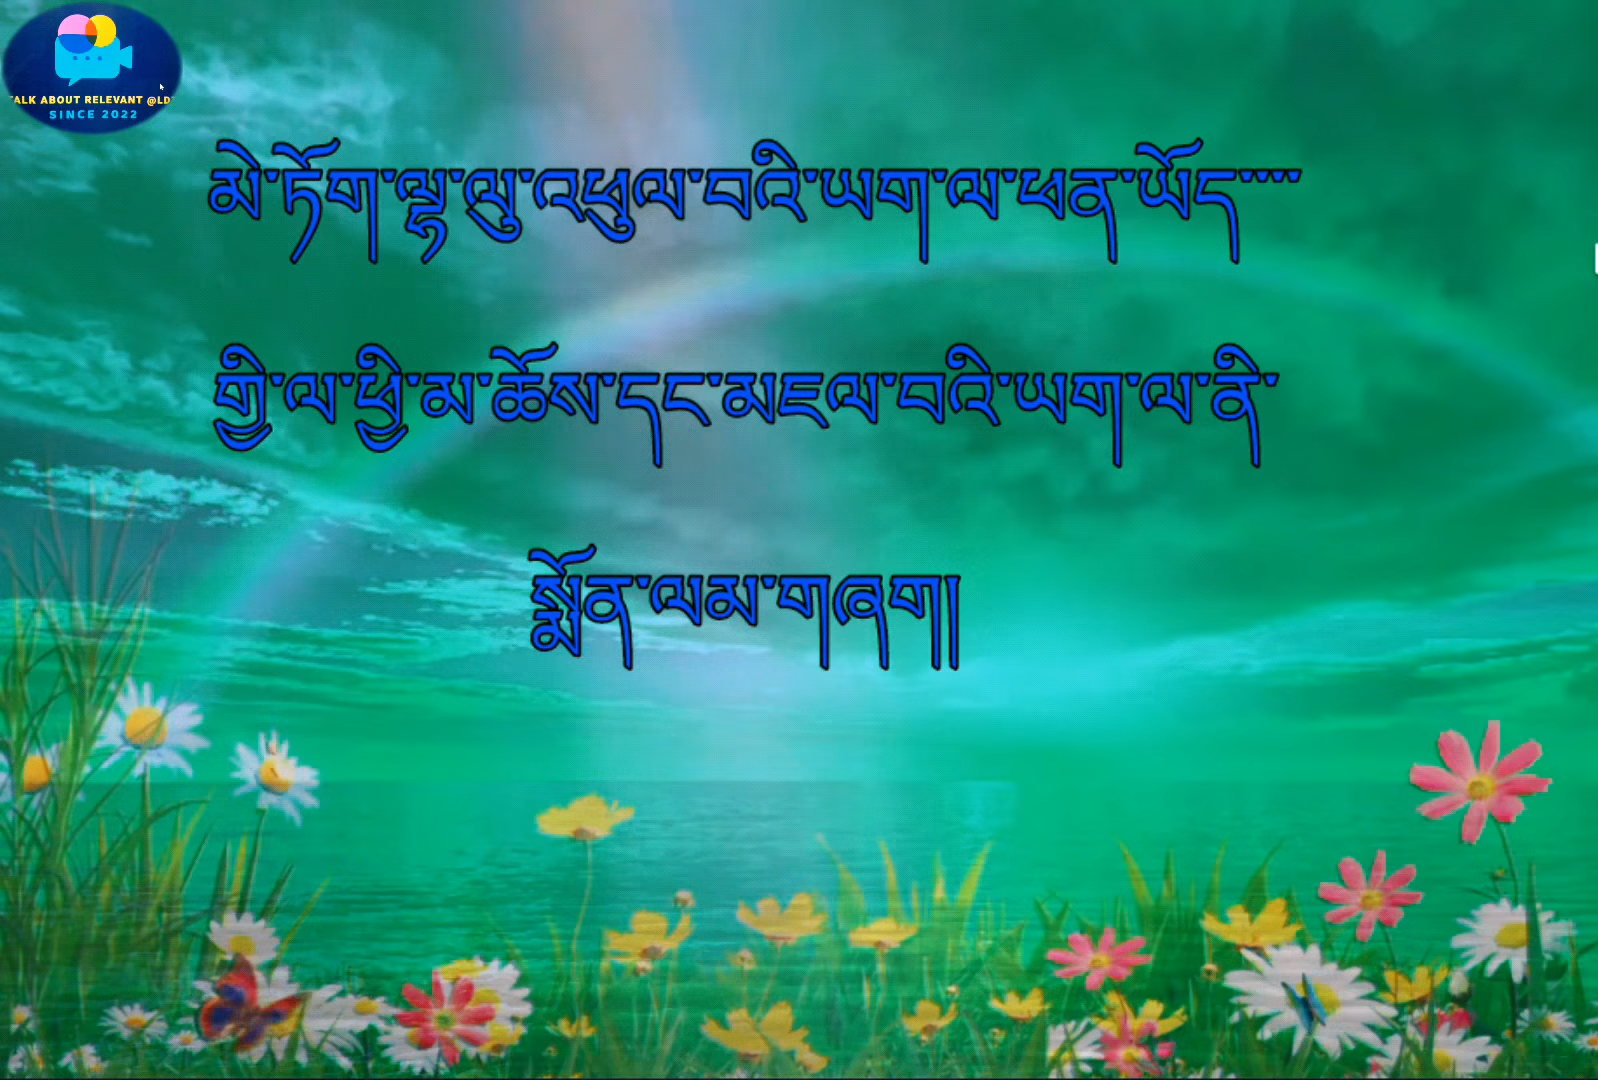 ALK ABOUT RELEVANT @LD
SINCE 2022
མེ་ཏོག་ལྷ་ལུ་འཕུལ་བའི་ཡག་ལ་ཕན་ཡོད་་་་
གྱི་ལ་ཕྱི་མ་ཆོས་དང་མཇལ་བའི་ཡག་ལ་ནི་
སྨོན་ལམ་གཞག།